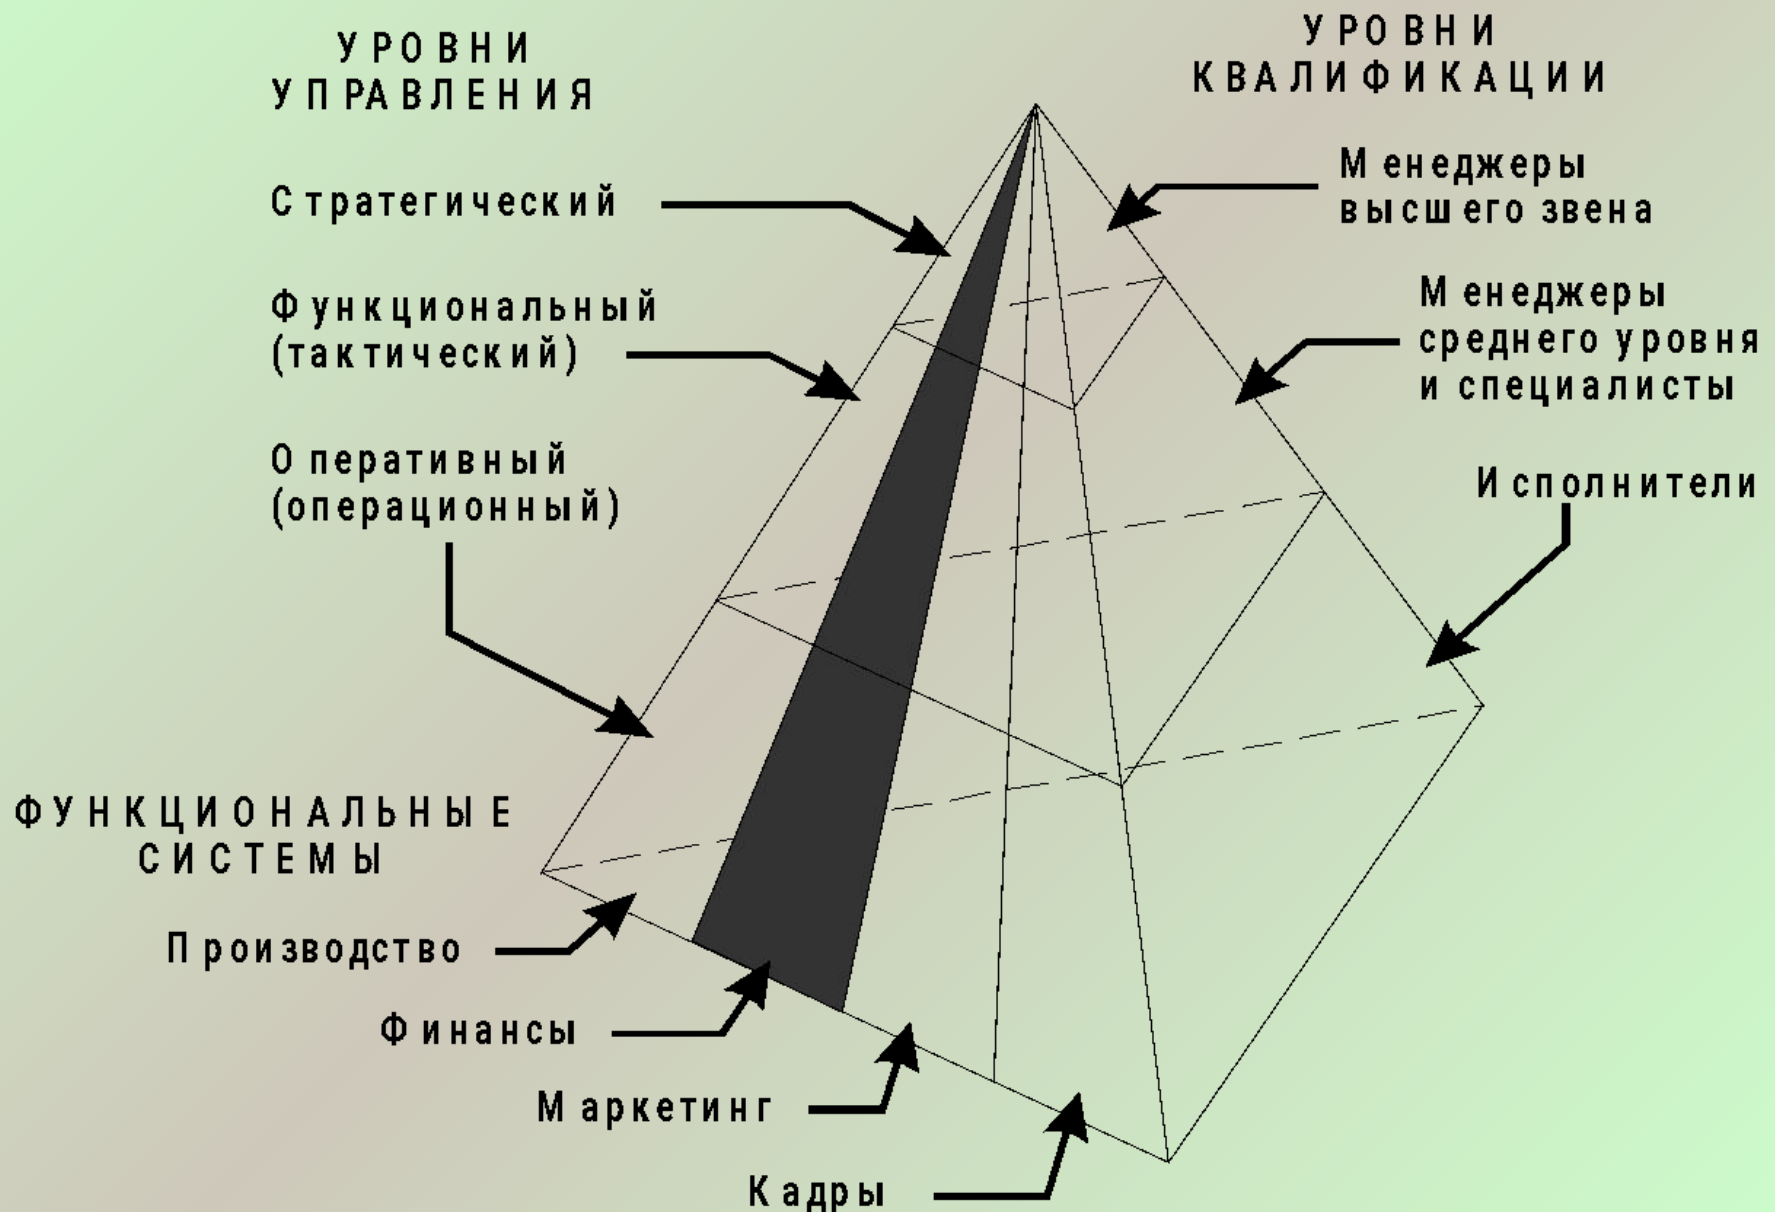 УРОВНИ
УПРАВЛЕНИЯ
Стратегический
Функциональный
(тактический)
Оперативный
(операционный)
УРОВНИ
КВАЛИФИКАЦИИ
Менеджеры
высшего звена
Менеджеры
среднего уровня
и специалисты
Исполнители
ФУНКЦИОНАЛЬНЫЕ
СИСТЕМЫ
Производство
Финансы
Маркетинг
Кадры